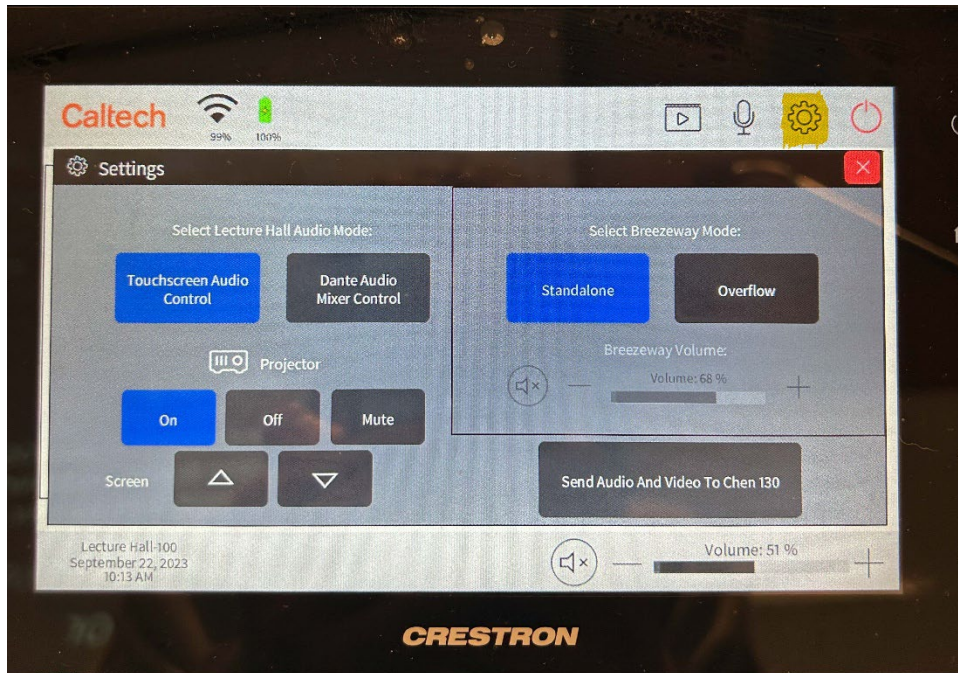 Caltech
99%
100%
Settings
Select Lecture Hall Audio Mode:
Touchscreen Audio
Control
Dante Audio
Mixer Control
Projector
On
Off
Mute
Screen
Select Breezeway Mode:
Standalone
Overflow
Breezeway Volume:
Volume: 68 %
Send Audio And Video To Chen 130
Lecture Hall-100
September 22, 2023
10:13 AM
Volume: 51 %
CRESTRON